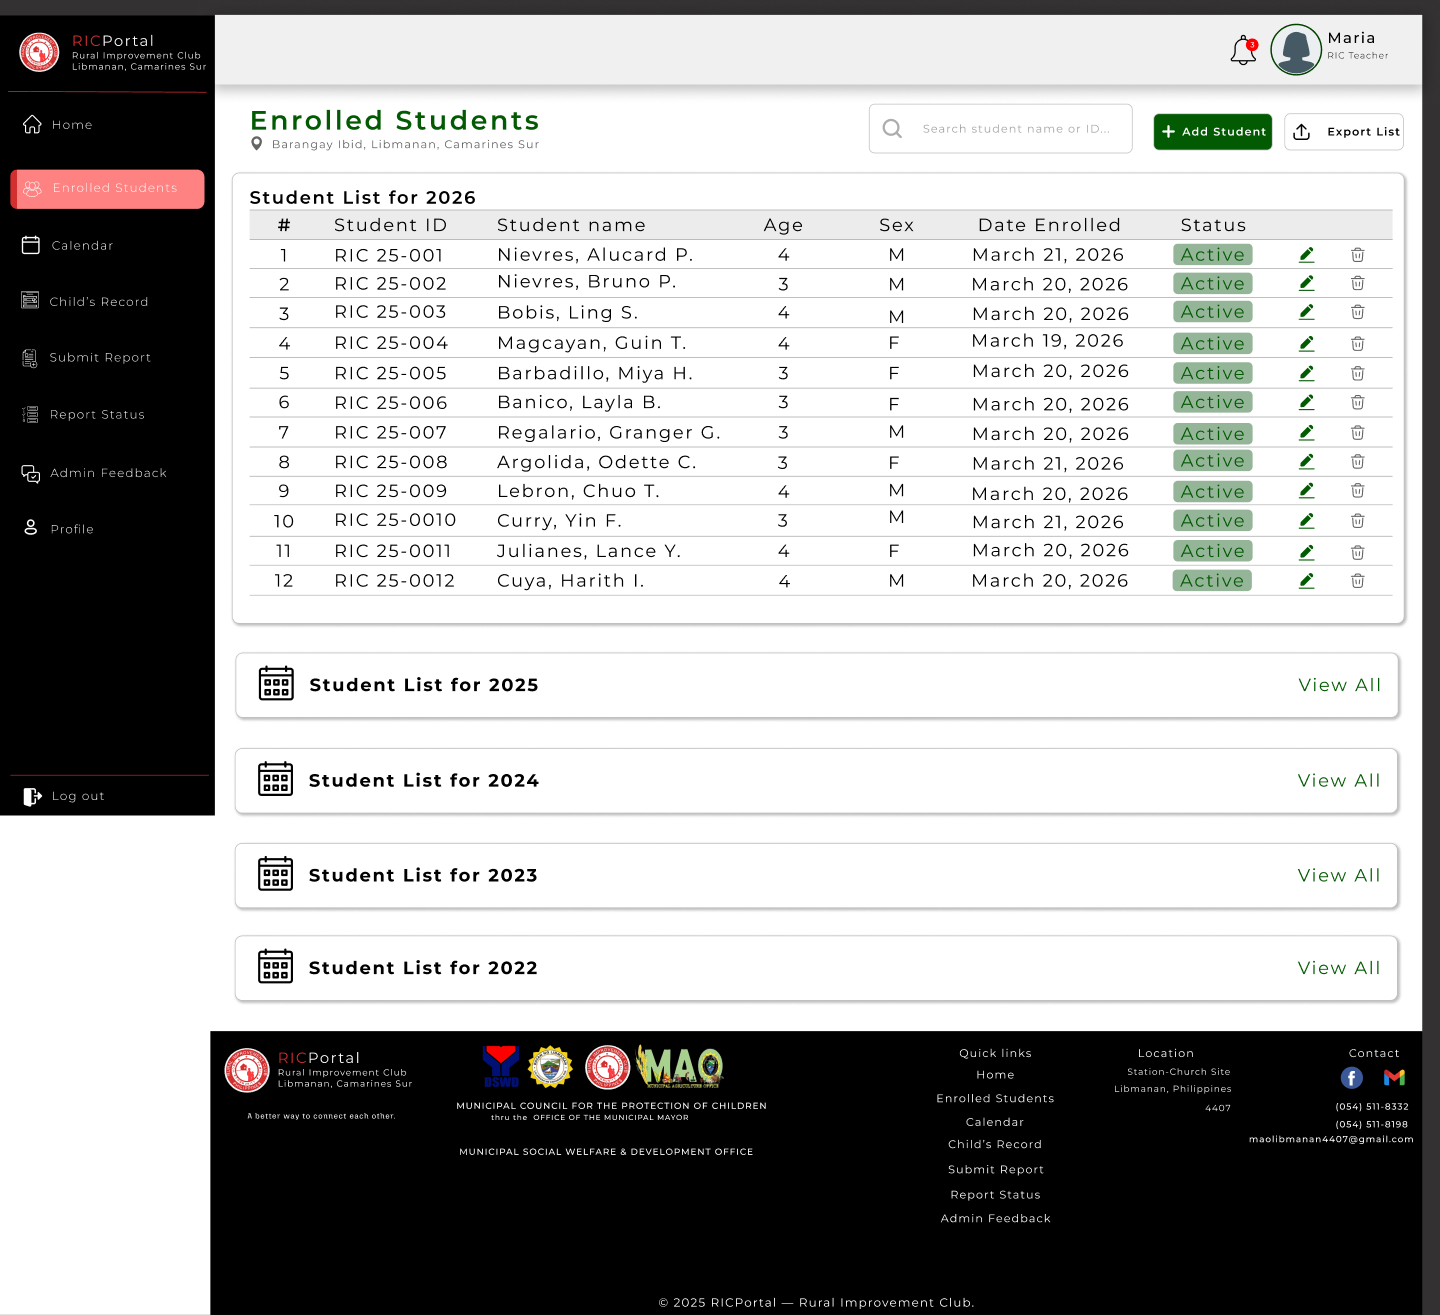 RICPortal
Rural Improvement Club
Libmanan, Camarines Sur
Home
Enrolled Students
Calendar
Child's Record
Submit Report
Report Status
Admin Feedback
Profile
Log out
3
Maria
RIC Teacher
Enrolled Students
Barangay Ibid, Libmanan, Camarines Sur
Search student name or ID...
+ Add Student
Export List
Student List for 2026
# Student ID Student name Age Sex Date Enrolled Status
1 RIC 25-001 Nievres, Alucard P. 4 M March 21, 2026 Active
2 RIC 25-002 Nievres, Bruno P. 3 M March 20, 2026 Active
3 RIC 25-003 Bobis, Ling S. 4 M March 20, 2026 Active
4 RIC 25-004 Magcayan, Guin T. 4 F March 19, 2026 Active
5 RIC 25-005 Barbadillo, Miya H. 3 F March 20, 2026 Active
6 RIC 25-006 Banico, Layla B. 3 F March 20, 2026 Active
7 RIC 25-007 Regalario, Granger G. 3 M March 20, 2026 Active
8 RIC 25-008 Argolida, Odette C. 3 F March 21, 2026 Active
9 RIC 25-009 Lebron, Chuo T. 4 M March 20, 2026 Active
10 RIC 25-0010 Curry, Yin F. 3 M March 21, 2026 Active
11 RIC 25-0011 Julianes, Lance Y. 4 F March 20, 2026 Active
12 RIC 25-0012 Cuya, Harith I. 4 M March 20, 2026 Active
Student List for 2025 View All
Student List for 2024 View All
Student List for 2023 View All
Student List for 2022 View All
RICPortal
Rural Improvement Club
Libmanan, Camarines Sur
A better way to connect each other.
DSWD
MAO
MUNICIPAL AGRICULTURE OFFICE
MUNICIPAL COUNCIL FOR THE PROTECTION OF CHILDREN
thru the OFFICE OF THE MUNICIPAL MAYOR
MUNICIPAL SOCIAL WELFARE & DEVELOPMENT OFFICE
Quick links
Home
Enrolled Students
Calendar
Child's Record
Submit Report
Report Status
Admin Feedback
Location
Station-Church Site
Libmanan, Philippines
4407
Contact
(054) 511-8332
(054) 511-8198
maolibmanan4407@gmail.com
© 2025 RICPortal — Rural Improvement Club.